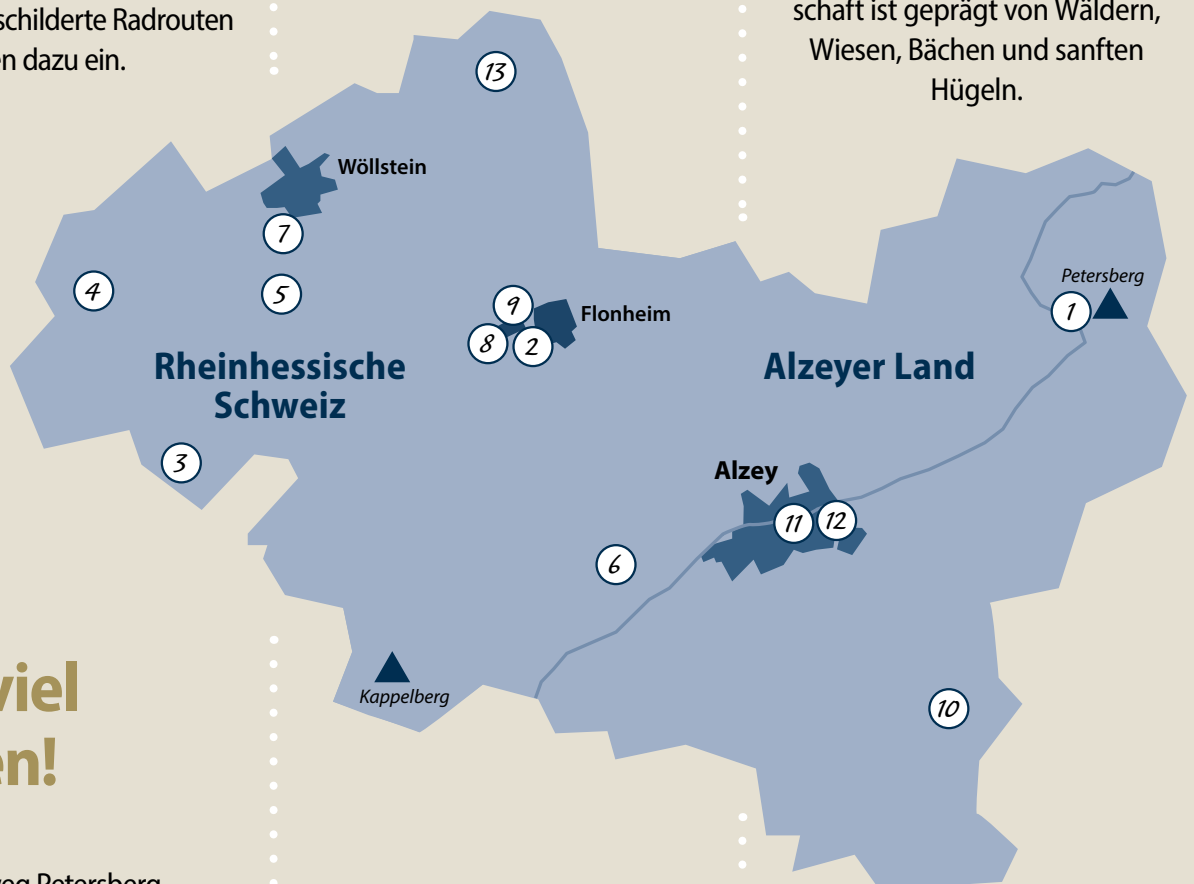 schilderte Radrouten
en dazu ein.
schaft ist geprägt von Wäldern,
Wiesen, Bächen und sanften
Hügeln.
13
Wöllstein
7
4
5
Petersberg
1
9
Flonheim
8
2
Rheinhessische
Schweiz
Alzeyer Land
3
Alzey
11
12
6
Kappelberg
10
viel
en!
eg Petersberg